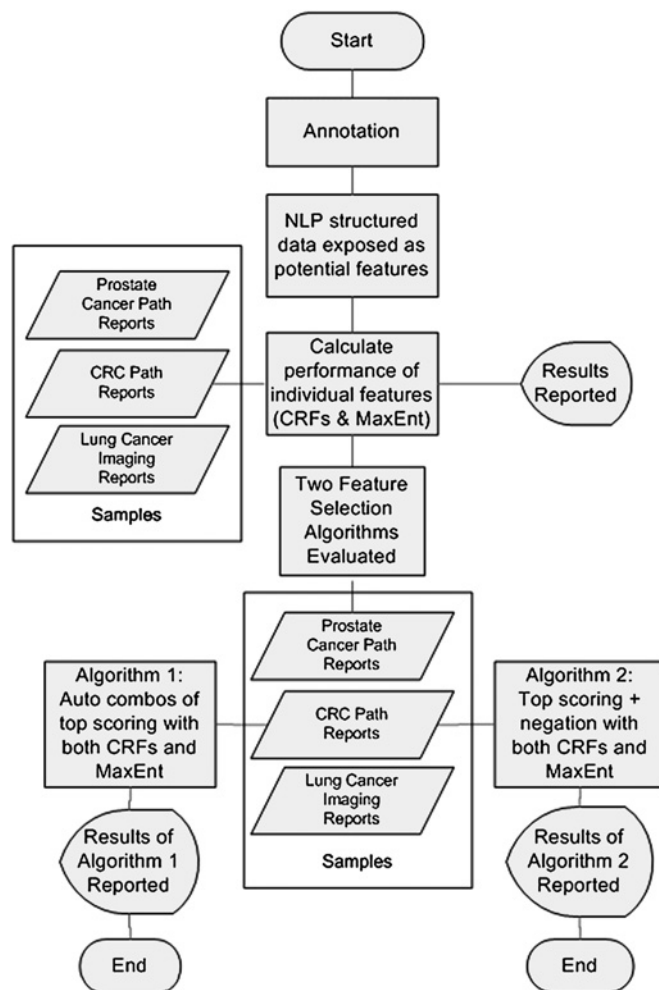 Start
Annotation
NLP structured
data exposed as
potential features
Prostate
Cancer Path
Reports
CRC Path
Reports
Lung Cancer
Imaging
Reports
Samples
Calculate
performance of
individual features
(CRFs & MaxEnt)
Results
Reported
Two Feature
Selection
Algorithms
Evaluated
Prostate
Cancer Path
Reports
CRC Path
Reports
Lung Cancer
Imaging
Reports
Samples
Algorithm 1:
Auto combos of
top scoring with
both CRFs and
MaxEnt
Results of
Algorithm 1
Reported
End
Algorithm 2:
Top scoring +
negation with
both CRFs and
MaxEnt
Results of
Algorithm 2
Reported
End